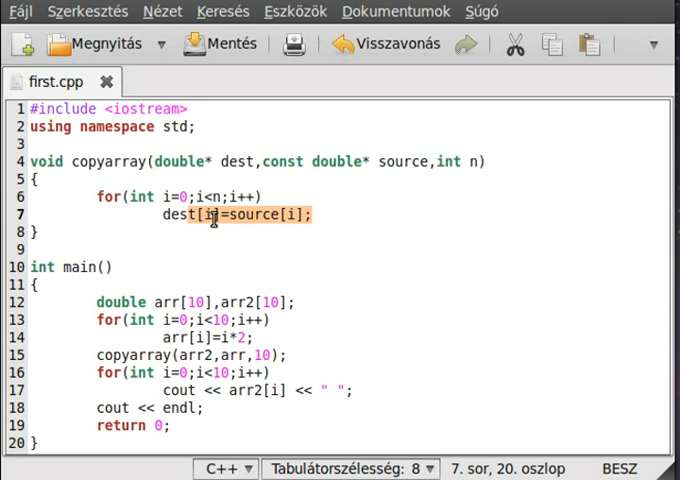 Fájl Szerkesztés Nézet Keresés Eszközök Dokumentumok Súgó
Megnyitás Mentés Visszavonás
first.cpp
1 #include <iostream>
2 using namespace std;
3
4 void copyarray(double* dest,const double* source,int n)
5 {
6 for(int i=0;i<n;i++)
7 dest[i]=source[i];
8 }
9
10 int main()
11 {
12 double arr[10],arr2[10];
13 for(int i=0;i<10;i++)
14 arr[i]=i*2;
15 copyarray(arr2,arr,10);
16 for(int i=0;i<10;i++)
17 cout << arr2[i] << " ";
18 cout << endl;
19 return 0;
20 }
C++ Tabulátorszélesség: 8 7. sor, 20. oszlop BESZ